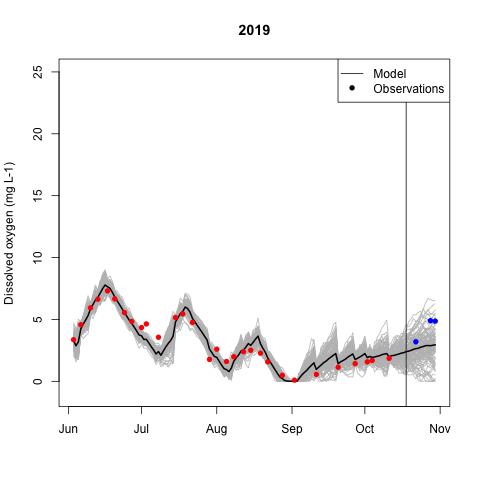 2019
Model
Observations
Dissolved oxygen (mg L-1)
25
20
15
10
5
0
Jun Jul Aug Sep Oct Nov